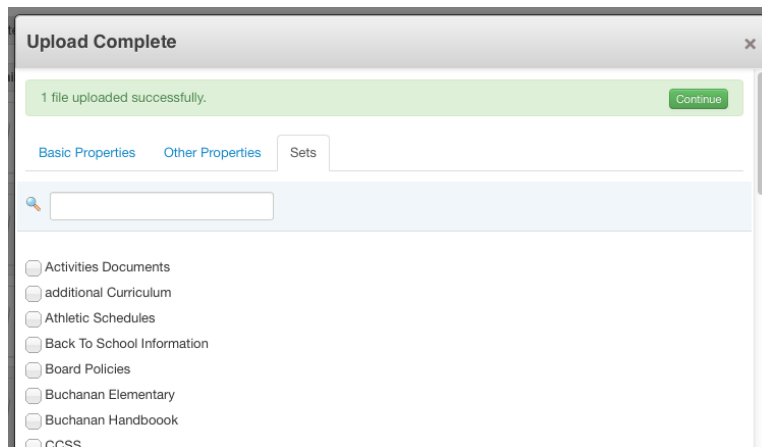 Upload Complete
×
1 file uploaded successfully.
Continue
Basic Properties Other Properties Sets
Activities Documents
additional Curriculum
Athletic Schedules
Back To School Information
Board Policies
Buchanan Elementary
Buchanan Handboook
CCSS